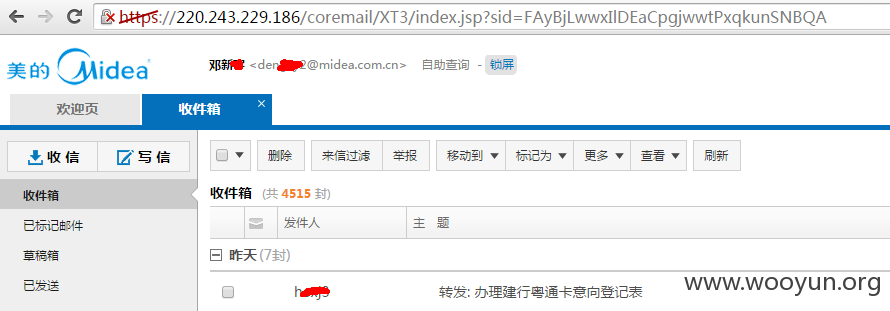 https://220.243.229.186/coremail/XT3/index.jsp?sid=FAyBjLwwxIlDEaCpgjwwtPxqkunSNBQA
美的 Midea
邓新 <den 2@midea.com.cn> 自助查询 - 锁屏
欢迎页 收件箱 ×
收信 写信 删除 来信过滤 举报 移动到 标记为 更多 查看 刷新
收件箱
收件箱 (共 4515 封)
发件人 主 题
已标记邮件
草稿箱
昨天 (7封)
已发送
转发: 办理建行粤通卡意向登记表
www.wooyun.org